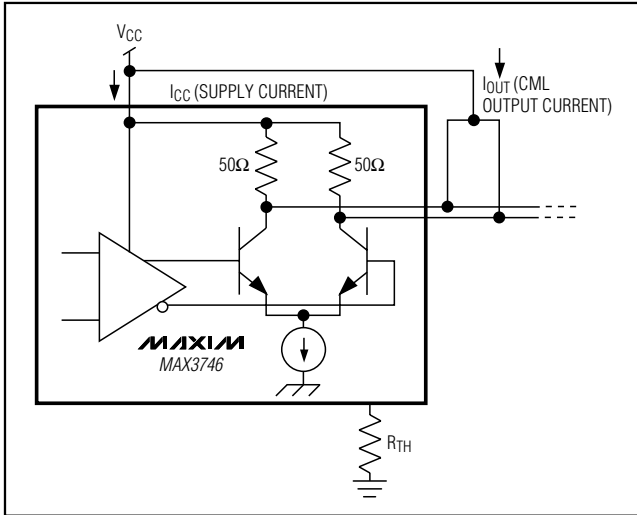 VCC
ICC (SUPPLY CURRENT)
IOUT (CML
OUTPUT CURRENT)
50Ω
50Ω
MAXIM
MAX3746
RTH